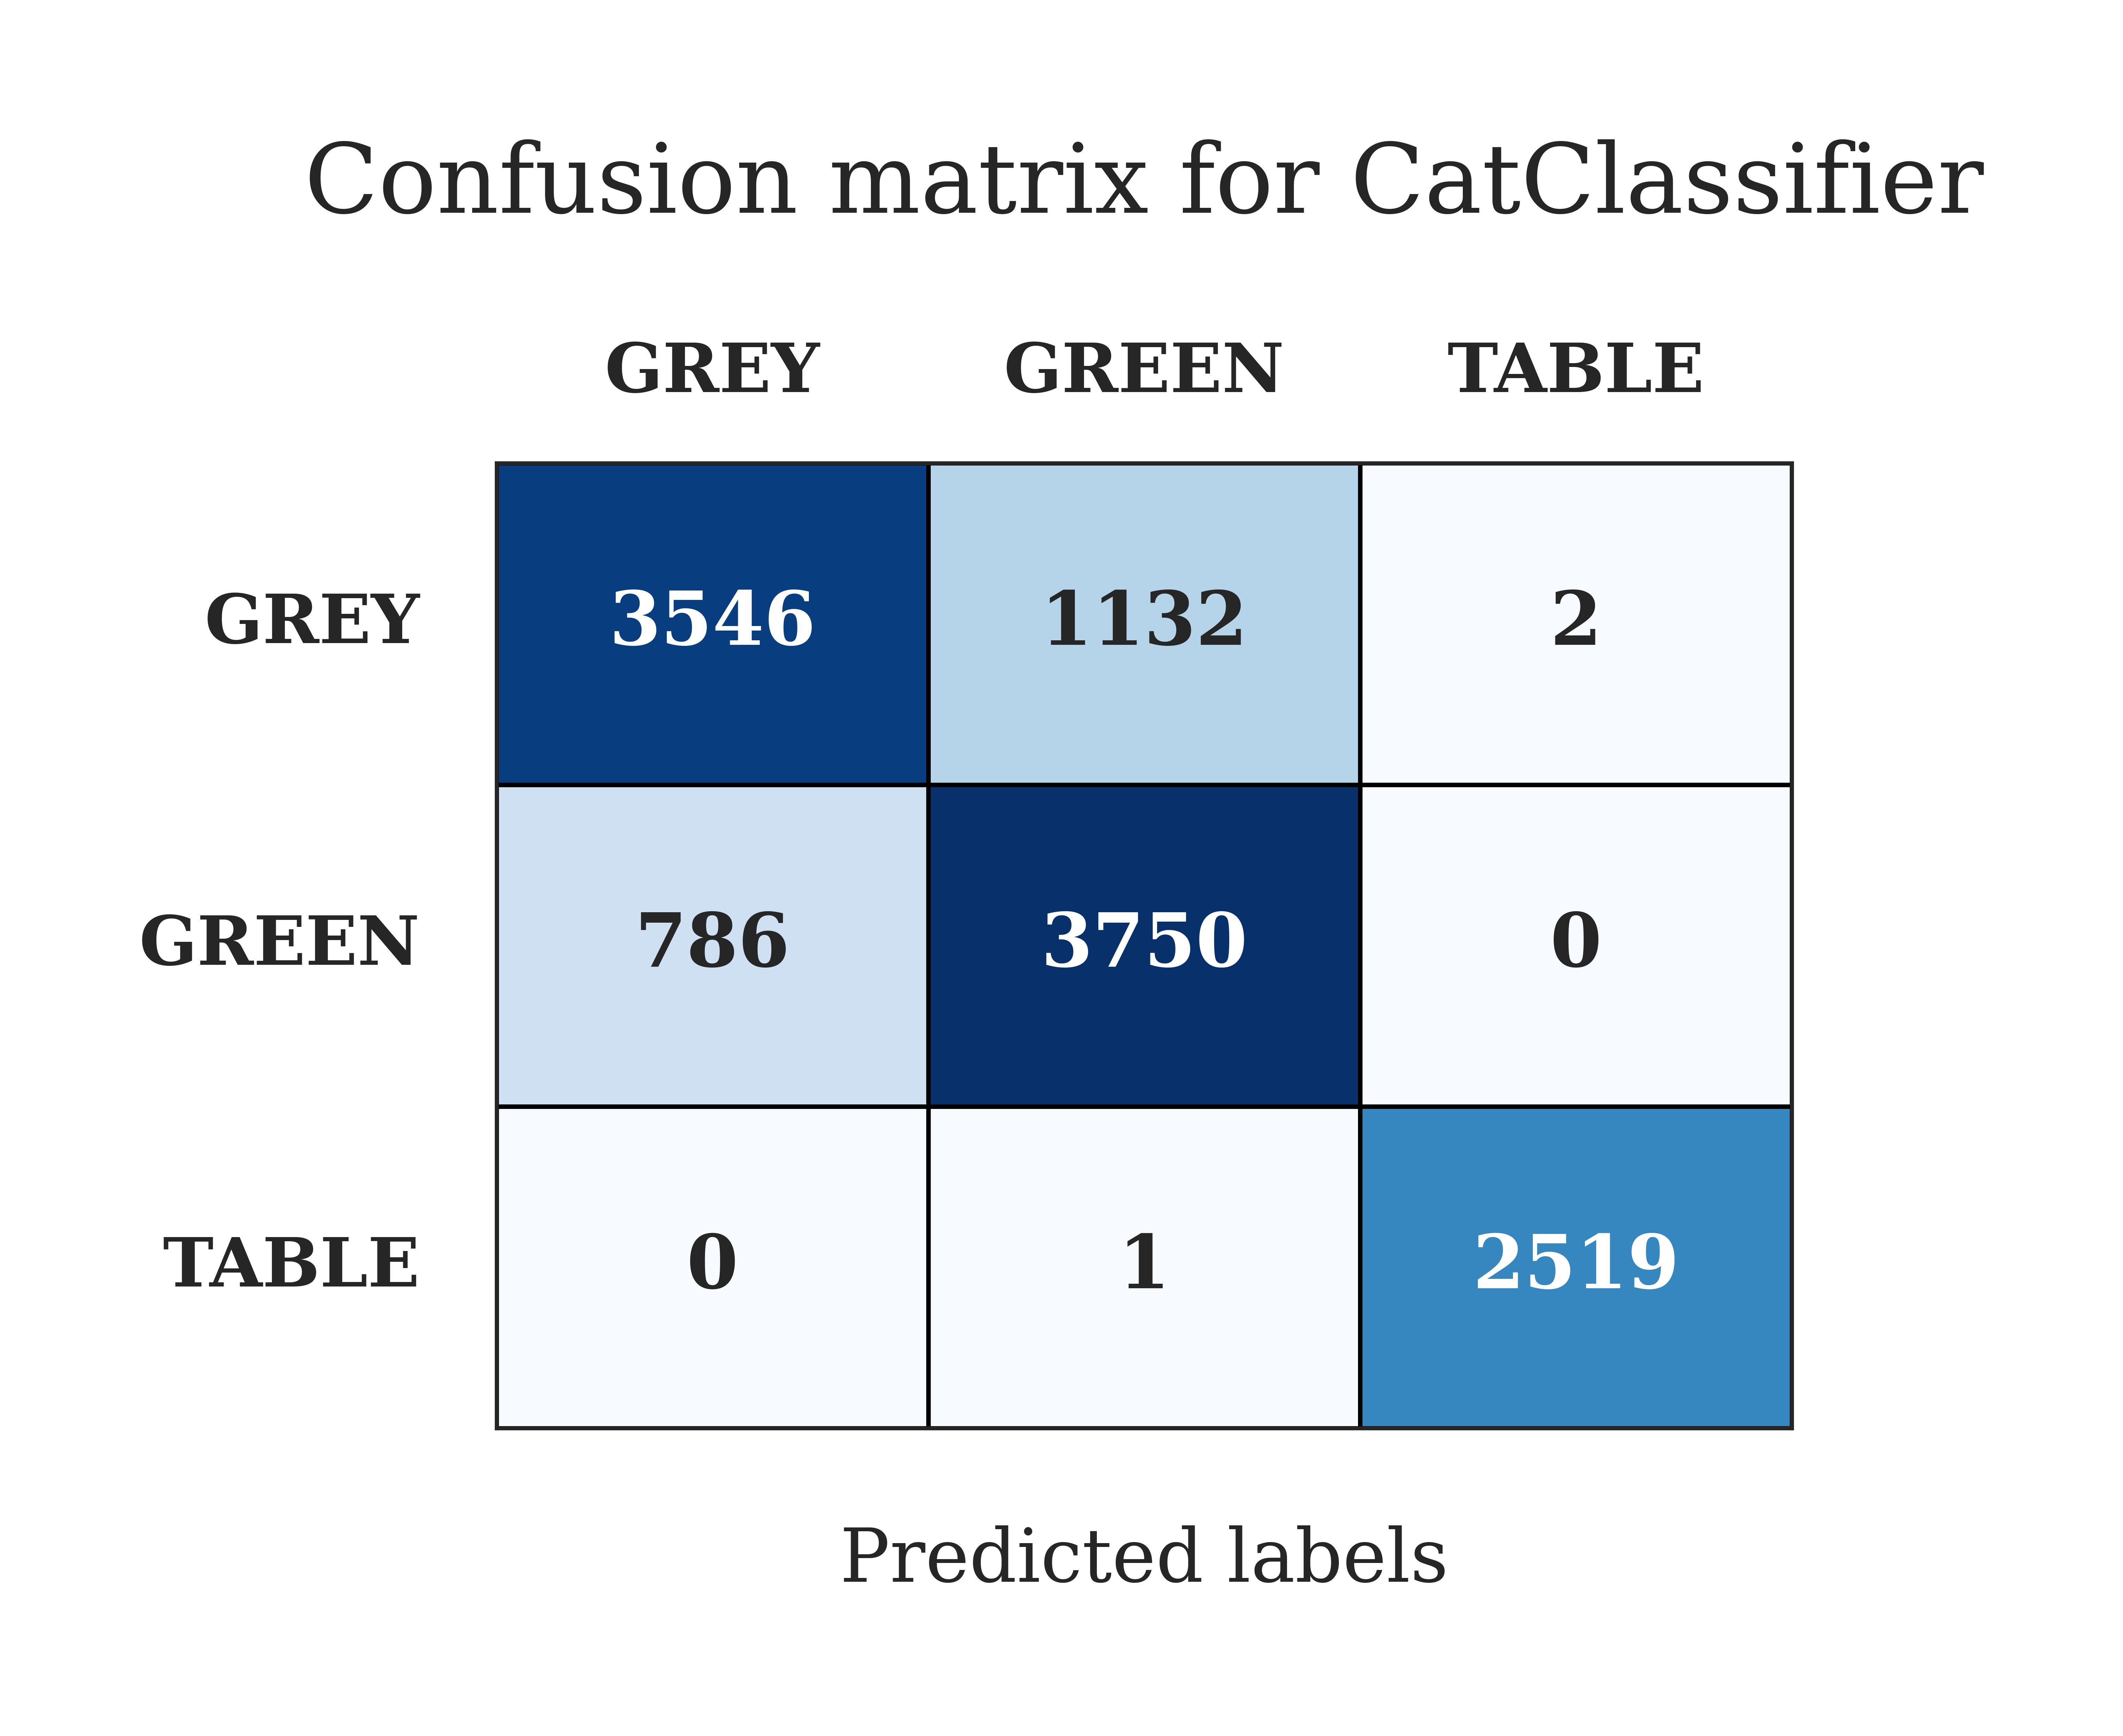 Confusion matrix for CatClassifier
GREY GREEN TABLE
GREY 3546 1132 2
GREEN 786 3750 0
TABLE 0 1 2519
Predicted labels